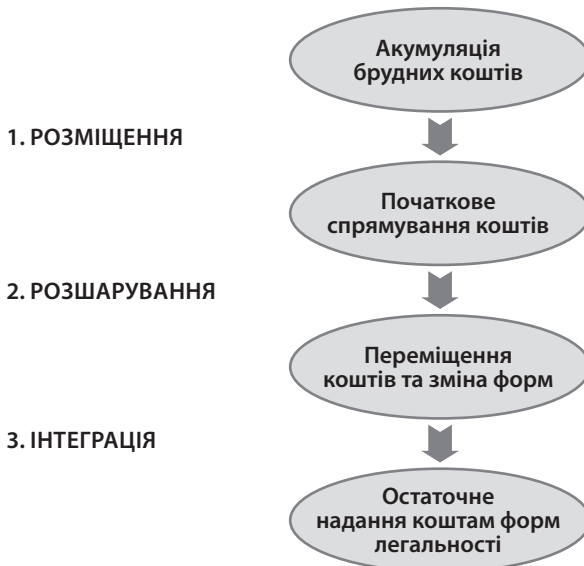 Акумуляція
брудних коштів
1. РОЗМІЩЕННЯ
Початкове
спрямування коштів
2. РОЗШАРУВАННЯ
Переміщення
коштів та зміна форм
3. ІНТЕГРАЦІЯ
Остаточне
надання коштам форм
легальності